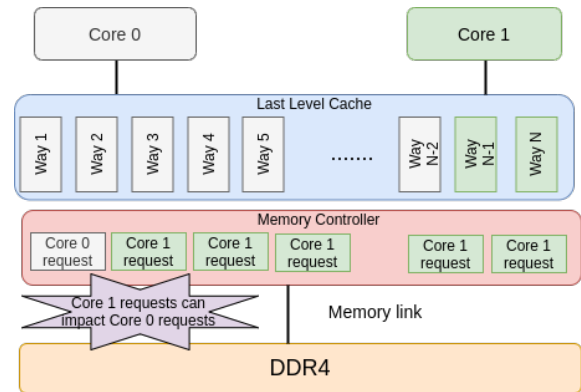 Core 0
Core 1
Last Level Cache
Way 1
Way 2
Way 3
Way 4
Way 5
.......
Way
N-2
Way
N-1
Way N
Memory Controller
Core 0
request
Core 1
request
Core 1
request
Core 1
request
Core 1
request
Core 1
request
Core 1 requests can
impact Core 0 requests
Memory link
DDR4